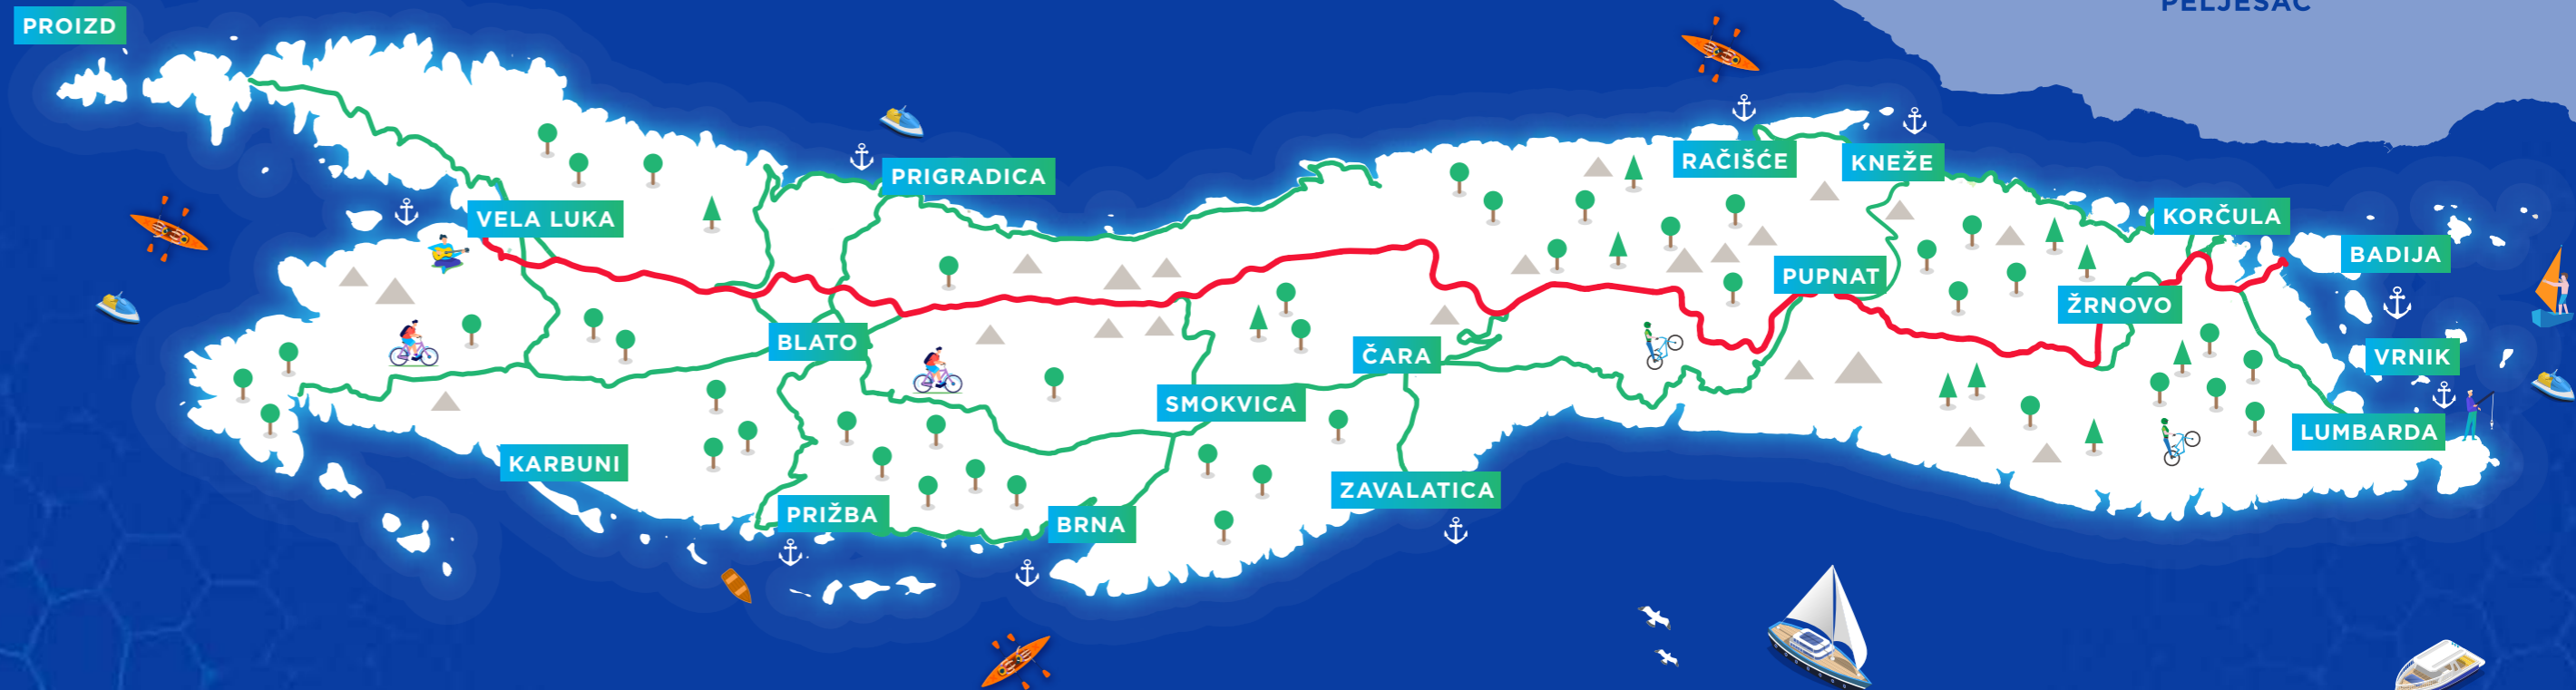 PELJEŠAC
PROIZD
RAČIŠĆE
KNEŽE
PRIGRADICA
VELA LUKA
KORČULA
BADIJA
PUPNAT
ŽRNOVO
BLATO
ČARA
VRNIK
SMOKVICA
LUMBARDA
KARBUNI
ZAVALATICA
PRIŽBA
BRNA